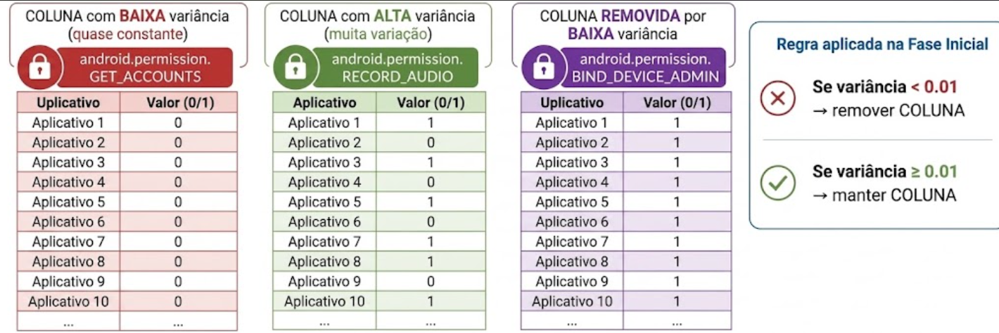 COLUNA com BAIXA variância
(quase constante)
android.permission.
GET_ACCOUNTS
Uplicativo Valor (0/1)
Aplicativo 1 0
Aplicativo 2 0
Aplicativo 3 0
Aplicativo 4 0
Aplicativo 5 0
Aplicativo 6 0
Aplicativo 7 0
Aplicativo 8 0
Aplicativo 9 0
Aplicativo 10 0
... ...
COLUNA com ALTA variância
(muita variação)
android.permission.
RECORD_AUDIO
Aplicativo Valor (0/1)
Aplicativo 1 1
Aplicativo 2 0
Aplicativo 3 1
Aplicativo 4 0
Aplicativo 5 1
Aplicativo 6 0
Aplicativo 7 1
Aplicativo 8 1
Aplicativo 9 0
Aplicativo 10 1
... ...
COLUNA REMOVIDA por
BAIXA variância
android.permission.
BIND_DEVICE_ADMIN
Uplicativo Valor (0/1)
Aplicativo 1 1
Aplicativo 2 1
Aplicativo 3 1
Aplicativo 4 1
Aplicativo 5 1
Aplicativo 6 1
Aplicativo 7 1
Aplicativo 8 1
Aplicativo 9 1
Aplicativo 10 1
... ...
Regra aplicada na Fase Inicial
Se variância < 0.01
→ remover COLUNA
Se variância ≥ 0.01
→ manter COLUNA